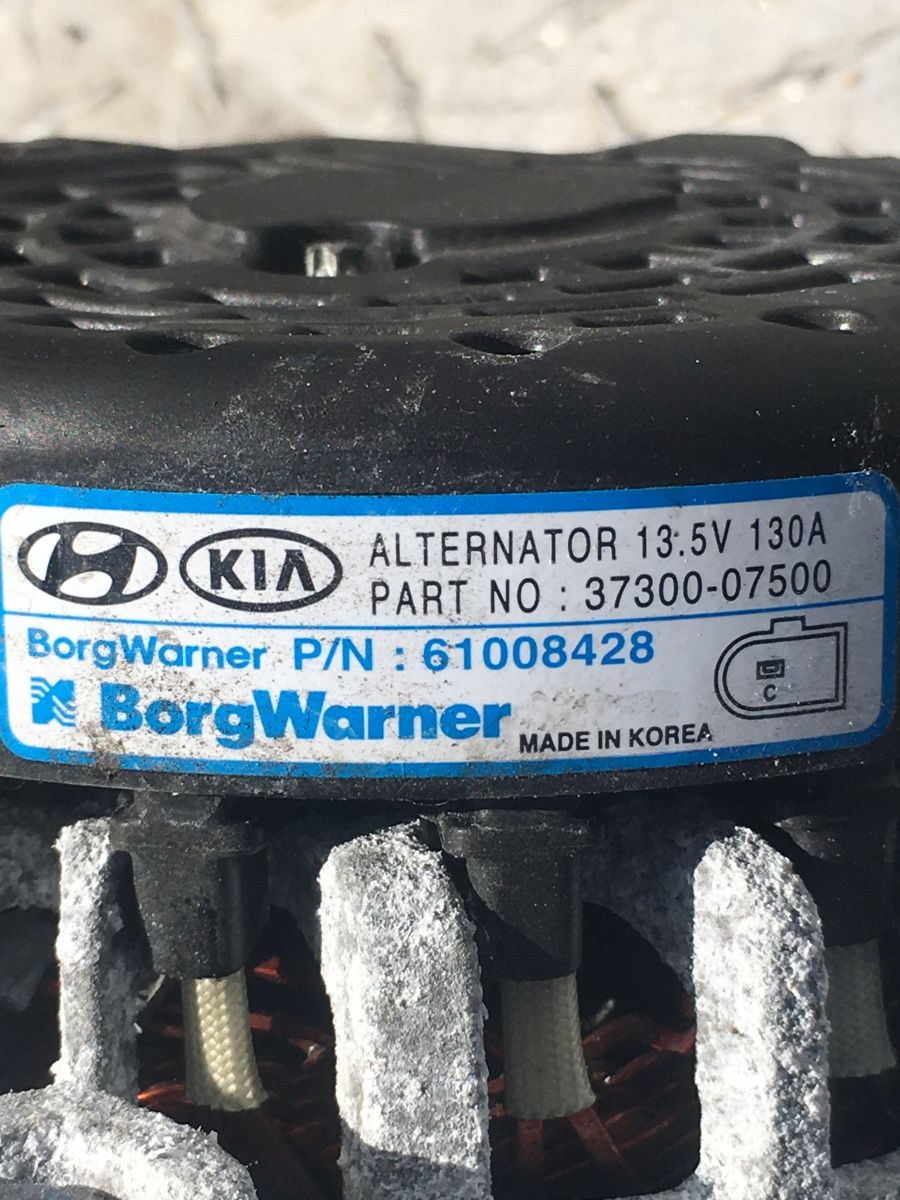 KIA
ALTERNATOR 13.5V 130A
PART NO : 37300-07500
BorgWarner P/N : 61008428
BorgWarner
MADE IN KOREA
C